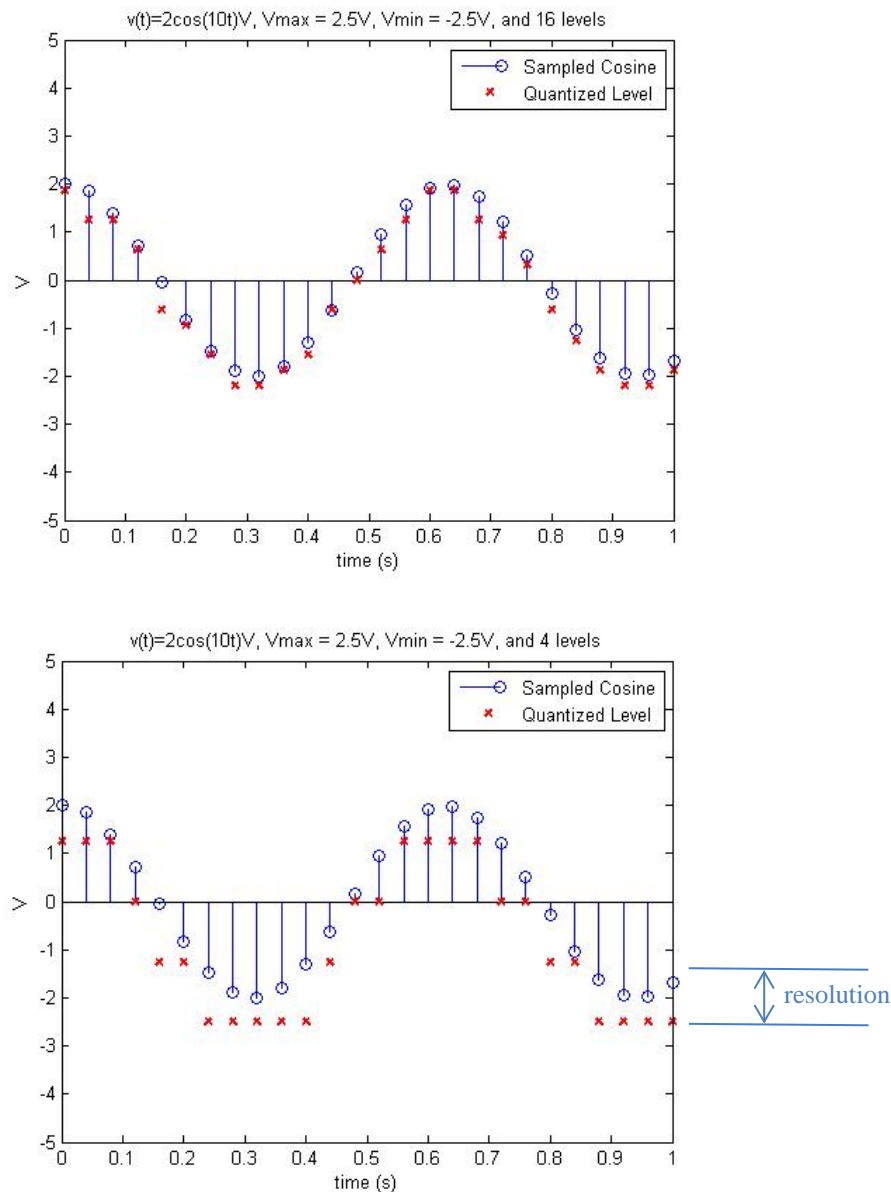 v(t)=2cos(10t)V, Vmax = 2.5V, Vmin = -2.5V, and 16 levels
5
4
3
2
1
0
-1
-2
-3
-4
-5
V
Sampled Cosine
Quantized Level
0 0.1 0.2 0.3 0.4 0.5 0.6 0.7 0.8 0.9 1
time (s)
v(t)=2cos(10t)V, Vmax = 2.5V, Vmin = -2.5V, and 4 levels
5
4
3
2
1
0
-1
-2
-3
-4
-5
V
Sampled Cosine
Quantized Level
resolution
0 0.1 0.2 0.3 0.4 0.5 0.6 0.7 0.8 0.9 1
time (s)